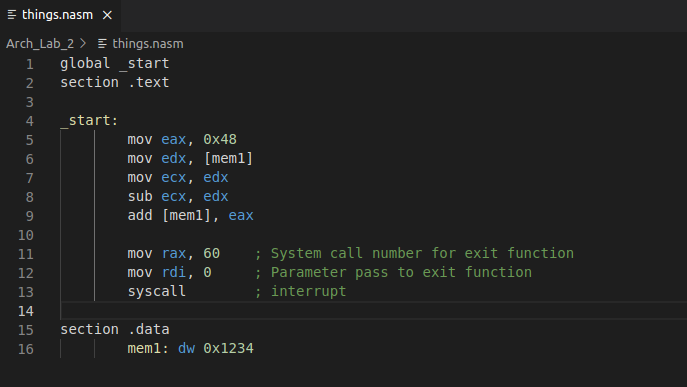 things.nasm
Arch_Lab_2 > things.nasm
1 global _start
2 section .text
3
4 _start:
5 mov eax, 0x48
6 mov edx, [mem1]
7 mov ecx, edx
8 sub ecx, edx
9 add [mem1], eax
10
11 mov rax, 60 ; System call number for exit function
12 mov rdi, 0 ; Parameter pass to exit function
13 syscall ; interrupt
14
15 section .data
16 mem1: dw 0x1234